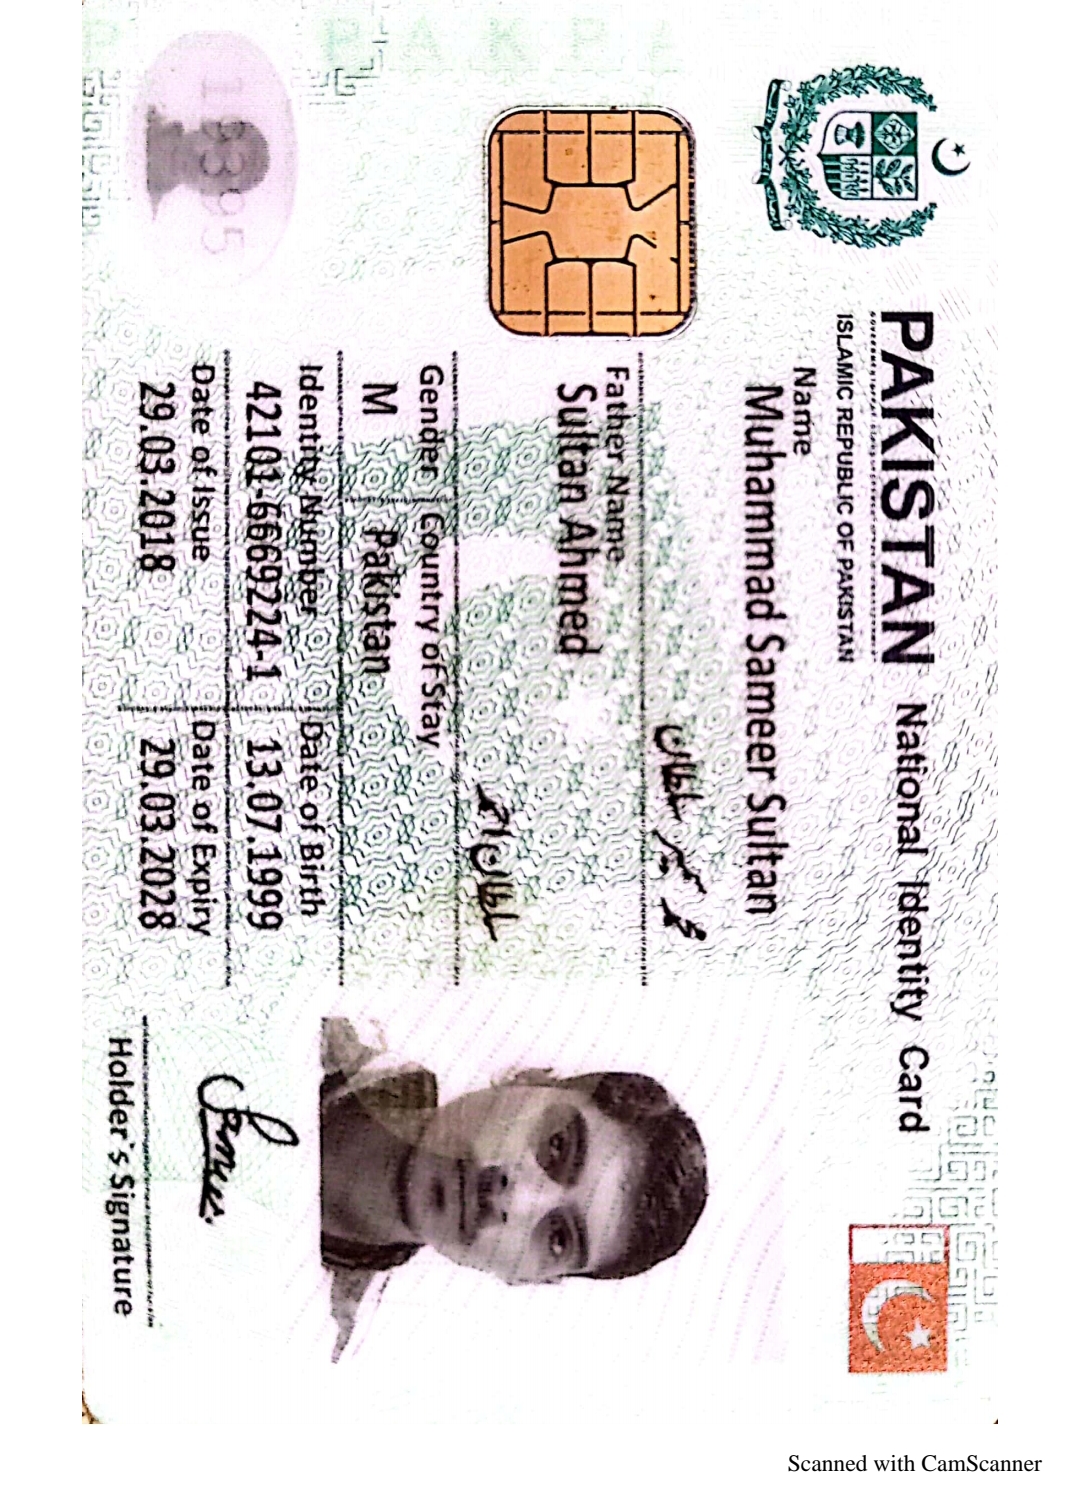 PAKISTAN National Identity Card
ISLAMIC REPUBLIC OF PAKISTAN
Name
Muhammad Sameer Sultan
محمد سمیر سلطان
Father Name
Sultan Ahmed
سلطان احمد
Gender Country of Stay
M Pakistan
Identity Number Date of Birth
42101-6669224-1 13.07.1999
Date of Issue Date of Expiry
29.03.2018 29.03.2028
Holder`s Signature
1995
Scanned with CamScanner